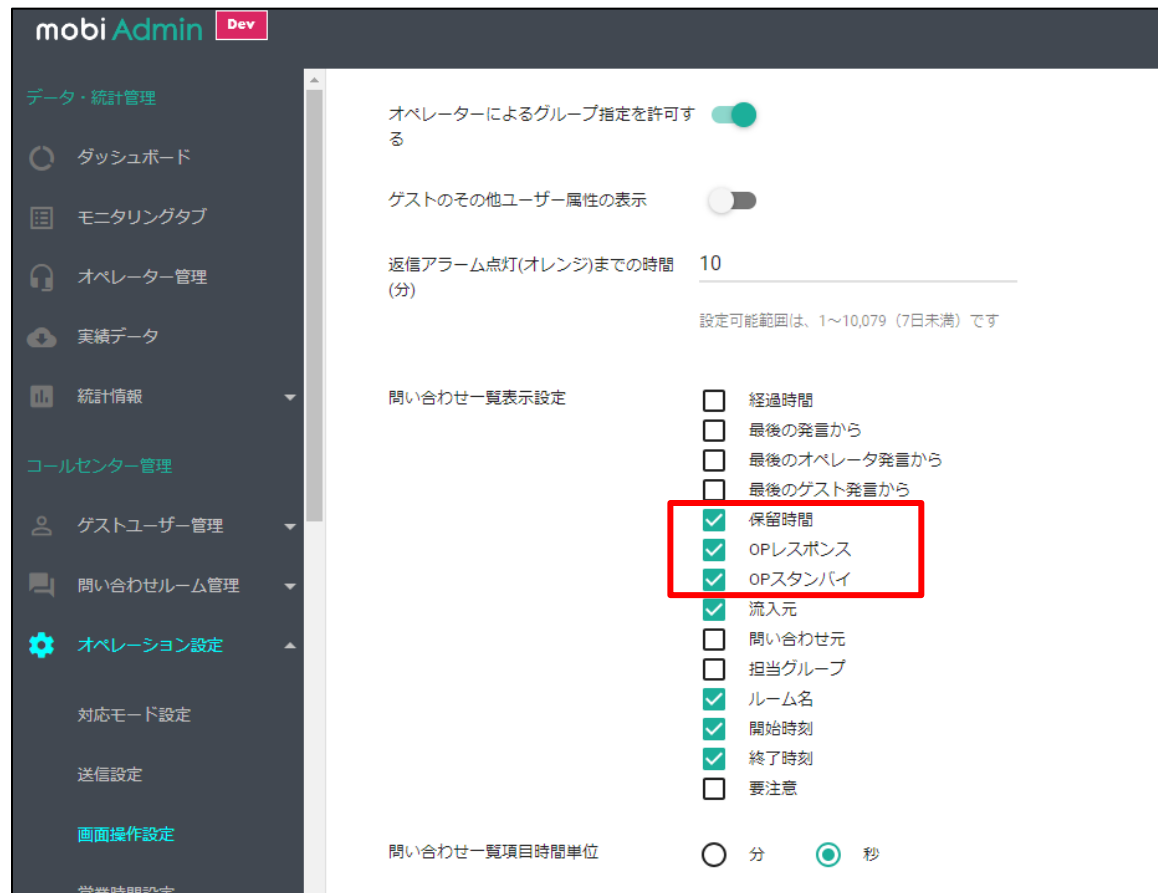 mobi Admin Dev
データ・統計管理
ダッシュボード
モニタリングタブ
オペレーター管理
実績データ
統計情報
コールセンター管理
ゲストユーザー管理
問い合わせルーム管理
オペレーション設定
対応モード設定
送信設定
画面操作設定
営業時間設定
オペレーターによるグループ指定を許可す
る
ゲストのその他ユーザー属性の表示
返信アラーム点灯(オレンジ)までの時間
(分)
10
設定可能範囲は、1〜10,079（7日未満）です
問い合わせ一覧表示設定
経過時間
最後の発言から
最後のオペレータ発言から
最後のゲスト発言から
保留時間
OPレスポンス
OPスタンバイ
流入元
問い合わせ元
担当グループ
ルーム名
開始時刻
終了時刻
要注意
問い合わせ一覧項目時間単位
分 秒